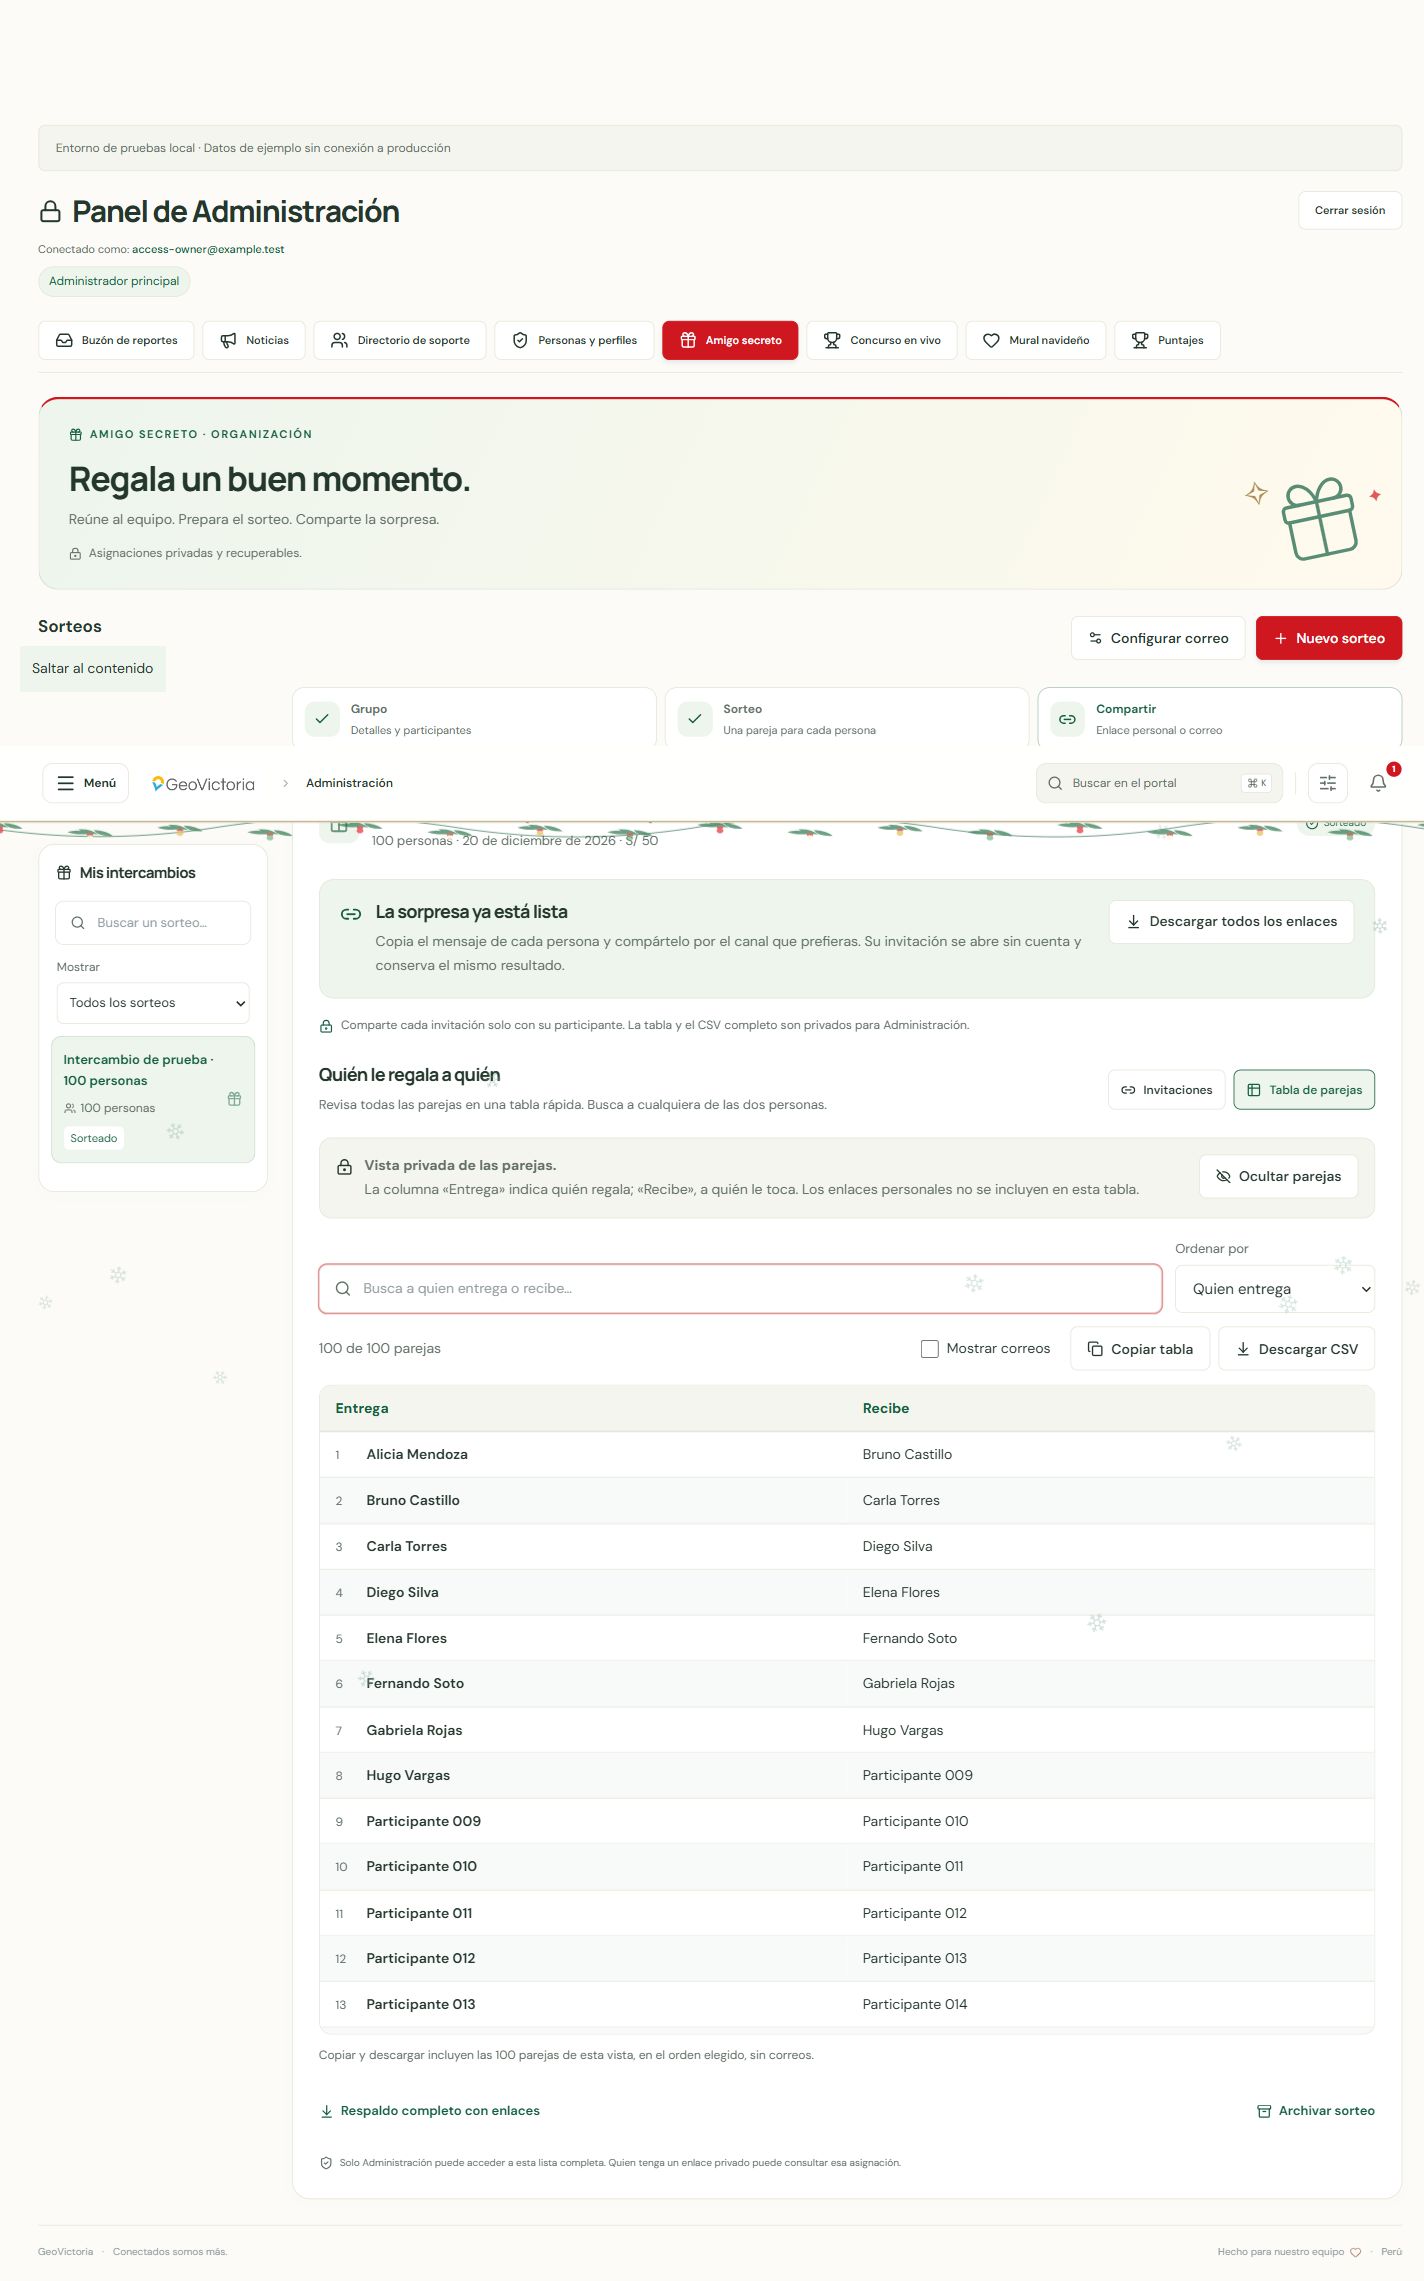 Entorno de pruebas local · Datos de ejemplo sin conexión a producción
Panel de Administración
Cerrar sesión
Conectado como: access-owner@example.test
Administrador principal
Buzón de reportes
Noticias
Directorio de soporte
Personas y perfiles
Amigo secreto
Concurso en vivo
Mural navideño
Puntajes
AMIGO SECRETO · ORGANIZACIÓN
Regala un buen momento.
Reúne al equipo. Prepara el sorteo. Comparte la sorpresa.
Asignaciones privadas y recuperables.
Sorteos
Configurar correo
Nuevo sorteo
Saltar al contenido
Grupo
Detalles y participantes
Sorteo
Una pareja para cada persona
Compartir
Enlace personal o correo
Menú
GeoVictoria
Administración
Buscar en el portal
⌘ K
1
Sorteado
100 personas · 20 de diciembre de 2026 · S/ 50
Mis intercambios
Buscar un sorteo...
Mostrar
Todos los sorteos
Intercambio de prueba ·
100 personas
100 personas
Sorteado
La sorpresa ya está lista
Copia el mensaje de cada persona y compártelo por el canal que prefieras. Su invitación se abre sin cuenta y
conserva el mismo resultado.
Descargar todos los enlaces
Comparte cada invitación solo con su participante. La tabla y el CSV completo son privados para Administración.
Quién le regala a quién
Revisa todas las parejas en una tabla rápida. Busca a cualquiera de las dos personas.
Invitaciones
Tabla de parejas
Vista privada de las parejas.
La columna «Entrega» indica quién regala; «Recibe», a quién le toca. Los enlaces personales no se incluyen en esta tabla.
Ocultar parejas
Ordenar por
Busca a quien entrega o recibe...
Quien entrega
100 de 100 parejas
Mostrar correos
Copiar tabla
Descargar CSV
Entrega Recibe
1 Alicia Mendoza Bruno Castillo
2 Bruno Castillo Carla Torres
3 Carla Torres Diego Silva
4 Diego Silva Elena Flores
5 Elena Flores Fernando Soto
6 Fernando Soto Gabriela Rojas
7 Gabriela Rojas Hugo Vargas
8 Hugo Vargas Participante 009
9 Participante 009 Participante 010
10 Participante 010 Participante 011
11 Participante 011 Participante 012
12 Participante 012 Participante 013
13 Participante 013 Participante 014
Copiar y descargar incluyen las 100 parejas de esta vista, en el orden elegido, sin correos.
Respaldo completo con enlaces
Archivar sorteo
Solo Administración puede acceder a esta lista completa. Quien tenga un enlace privado puede consultar esa asignación.
GeoVictoria · Conectados somos más.
Hecho para nuestro equipo · Perú